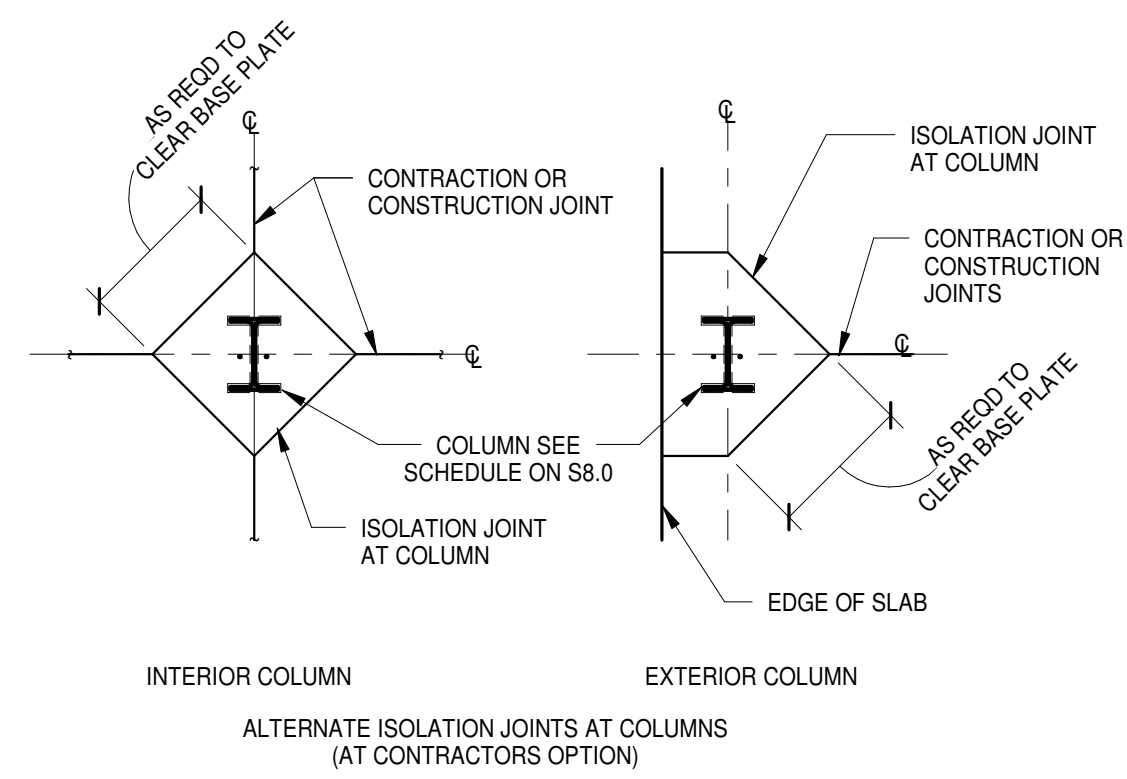 AS REQD TO
CLEAR BASE PLATE
℄
CONTRACTION OR
CONSTRUCTION JOINT
℄
COLUMN SEE
SCHEDULE ON S8.0
ISOLATION JOINT
AT COLUMN
℄
ISOLATION JOINT
AT COLUMN
CONTRACTION OR
CONSTRUCTION
JOINTS
℄
AS REQD TO
CLEAR BASE PLATE
EDGE OF SLAB
INTERIOR COLUMN
EXTERIOR COLUMN
ALTERNATE ISOLATION JOINTS AT COLUMNS
(AT CONTRACTORS OPTION)